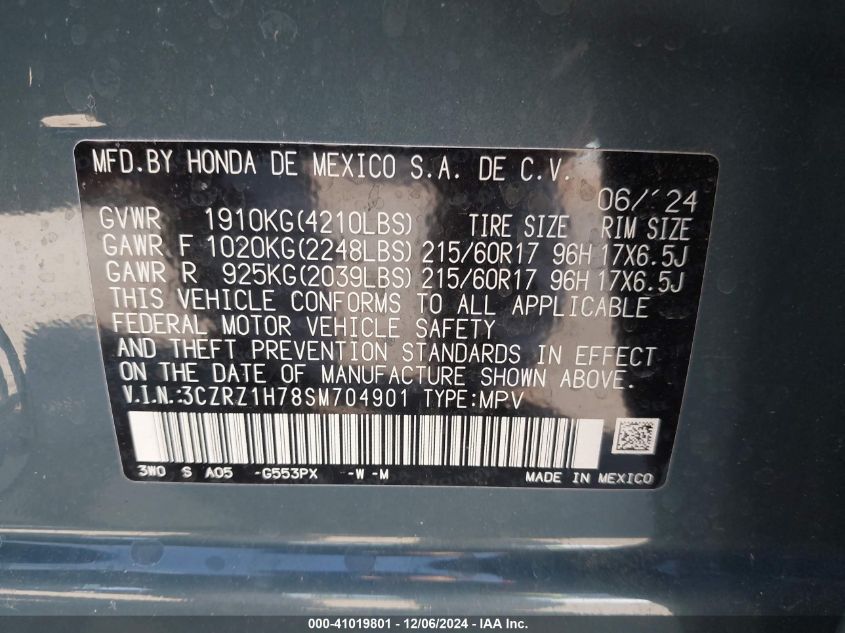 MFD.BY HONDA DE MEXICO S.A. DE C.V. 06/'24
GVWR 1910KG(4210LBS) TIRE SIZE RIM SIZE
GAWR F 1020KG(2248LBS) 215/60R17 96H 17X6.5J
GAWR R 925KG(2039LBS) 215/60R17 96H 17X6.5J
THIS VEHICLE CONFORMS TO ALL APPLICABLE
FEDERAL MOTOR VEHICLE SAFETY
AND THEFT PREVENTION STANDARDS IN EFFECT
ON THE DATE OF MANUFACTURE SHOWN ABOVE.
V.I.N.:3CZRZ1H78SM704901 TYPE:MPV
3WO S A05 -G553PX -W -M MADE IN MEXICO
000-41019801 - 12/06/2024 - IAA Inc.